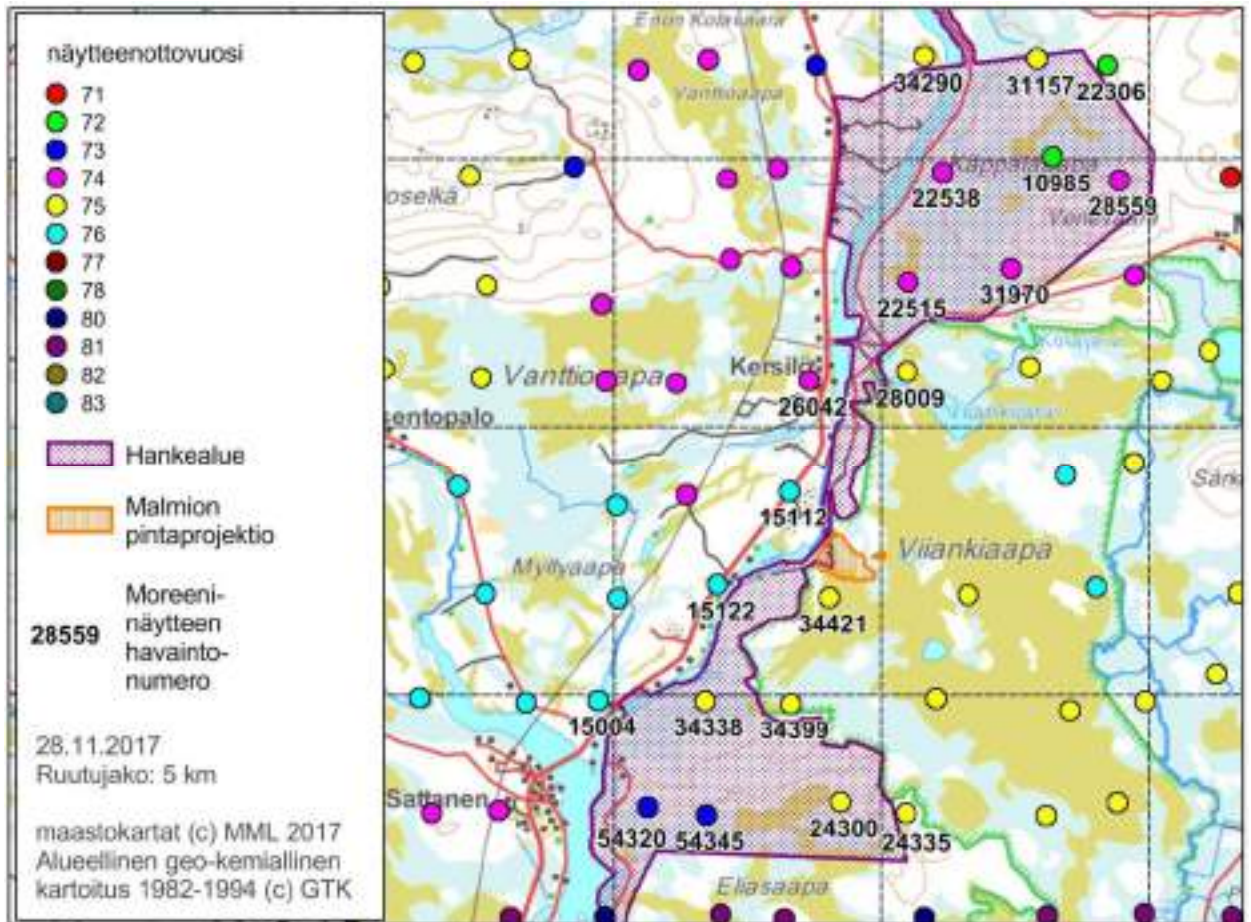 näytteenottovuosi
71
72
73
74
75
76
77
78
80
81
82
83
Hankealue
Malmion
pintaprojektio
28559
Moreeni-
näytteen
havainto-
numero
28.11.2017
Ruutujako: 5 km
maastokartat (c) MML 2017
Alueellinen geo-kemiallinen
kartoitus 1982-1994 (c) GTK
Vanttioaapa
34290
31157
22306
oselkä
22538
10985
28559
22515
31970
Vanttioaapa
Kersilö
26042
28009
sentopalo
15112
Viiankiaapa
Myllyaapa
15122
34421
15004
34338
34399
Sattanen
54320
54345
24300
24335
Eliasaapa